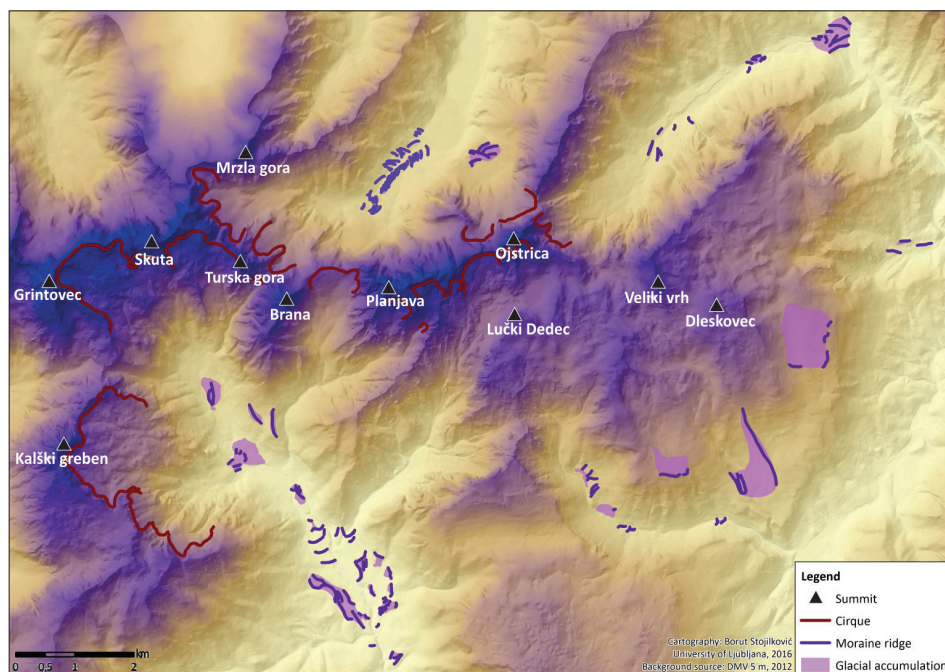 Mrzla gora
Skuta
Ojstrica
Turska gora
Grintovec
Veliki vrh
Planjava
Brana
Dleskovec
Lučki Dedec
Kalški greben
Legend
Summit
Cirque
Moraine ridge
Glacial accumulation
Cartography: Borut Stojilković
University of Ljubljana, 2016
Background source: DMV 5 m, 2012
km
0 0,5 1 2